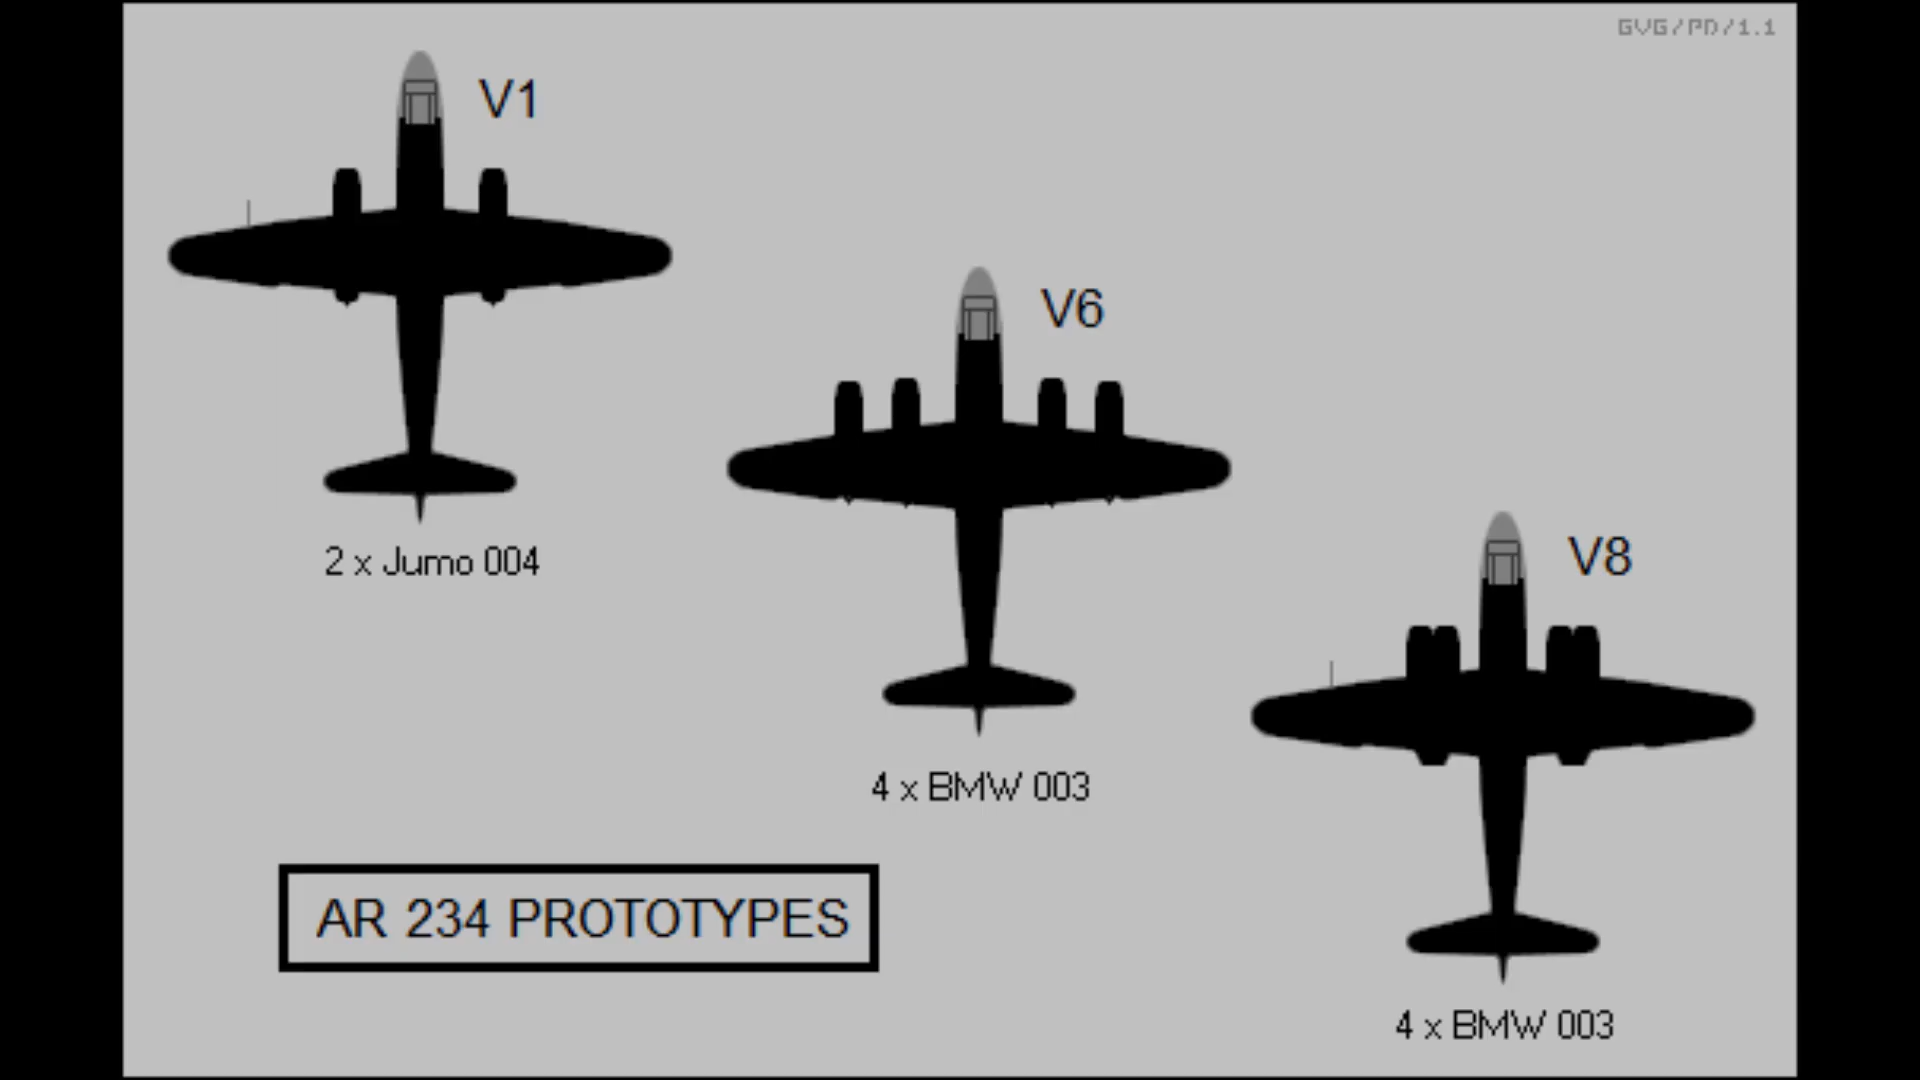 GVG/PD/1.1
V1
2 x Jumo 004
V6
4 x BMW 003
V8
4 x BMW 003
AR 234 PROTOTYPES